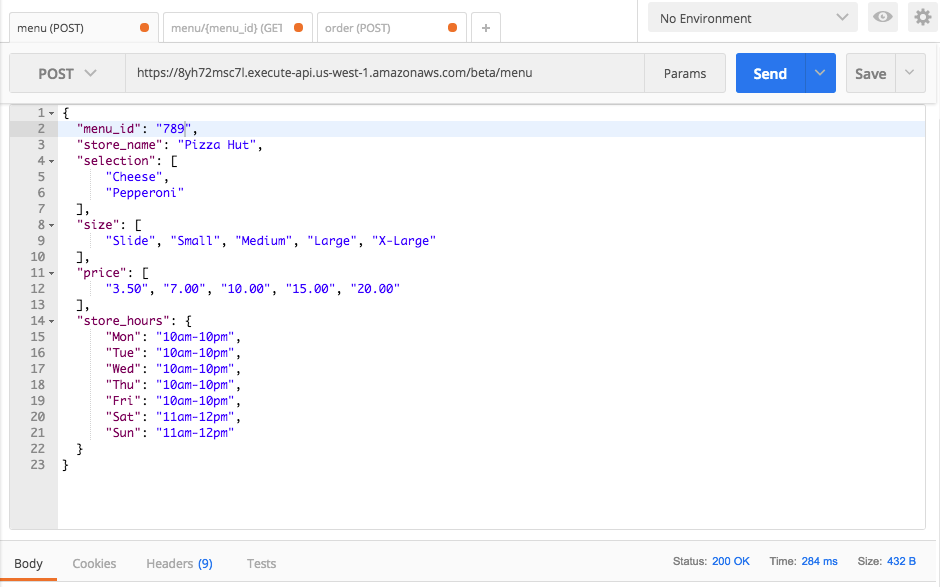 menu (POST) menu/{menu_id} (GET order (POST) + No Environment
POST https://8yh72msc7l.execute-api.us-west-1.amazonaws.com/beta/menu Params Send Save
1 {
2 "menu_id": "789",
3 "store_name": "Pizza Hut",
4 "selection": [
5 "Cheese",
6 "Pepperoni"
7 ],
8 "size": [
9 "Slide", "Small", "Medium", "Large", "X-Large"
10 ],
11 "price": [
12 "3.50", "7.00", "10.00", "15.00", "20.00"
13 ],
14 "store_hours": {
15 "Mon": "10am-10pm",
16 "Tue": "10am-10pm",
17 "Wed": "10am-10pm",
18 "Thu": "10am-10pm",
19 "Fri": "10am-10pm",
20 "Sat": "11am-12pm",
21 "Sun": "11am-12pm"
22 }
23 }
Body Cookies Headers (9) Tests Status: 200 OK Time: 284 ms Size: 432 B